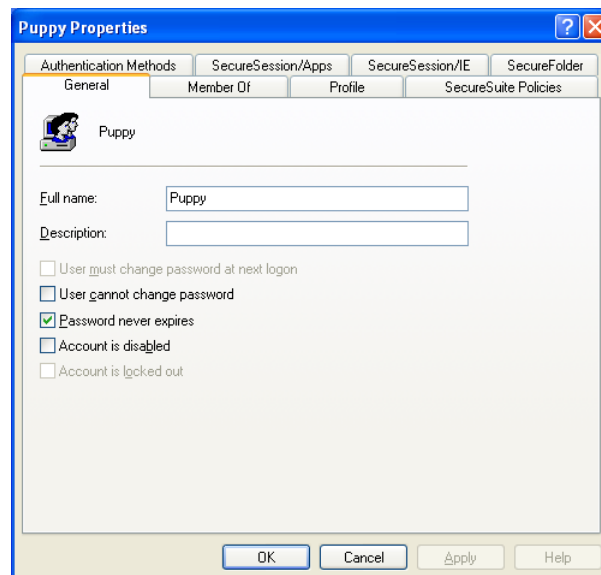 Puppy Properties
Authentication Methods SecureSession/Apps SecureSession/IE SecureFolder
General Member Of Profile SecureSuite Policies
Puppy
Full name: Puppy
Description:
User must change password at next logon
User cannot change password
Password never expires
Account is disabled
Account is locked out
OK Cancel Apply Help